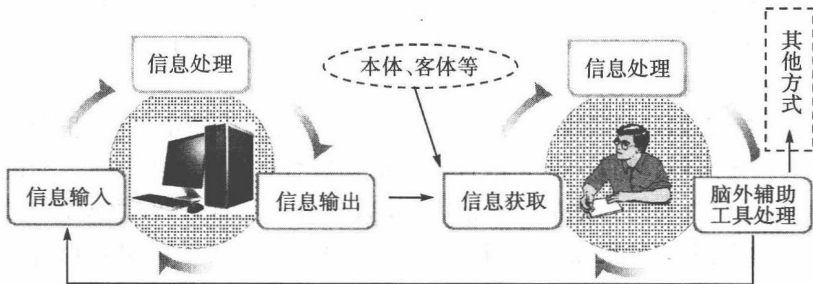 信息处理
信息输入
信息输出
本体、客体等
信息处理
信息获取
脑外辅助
工具处理
其他方式